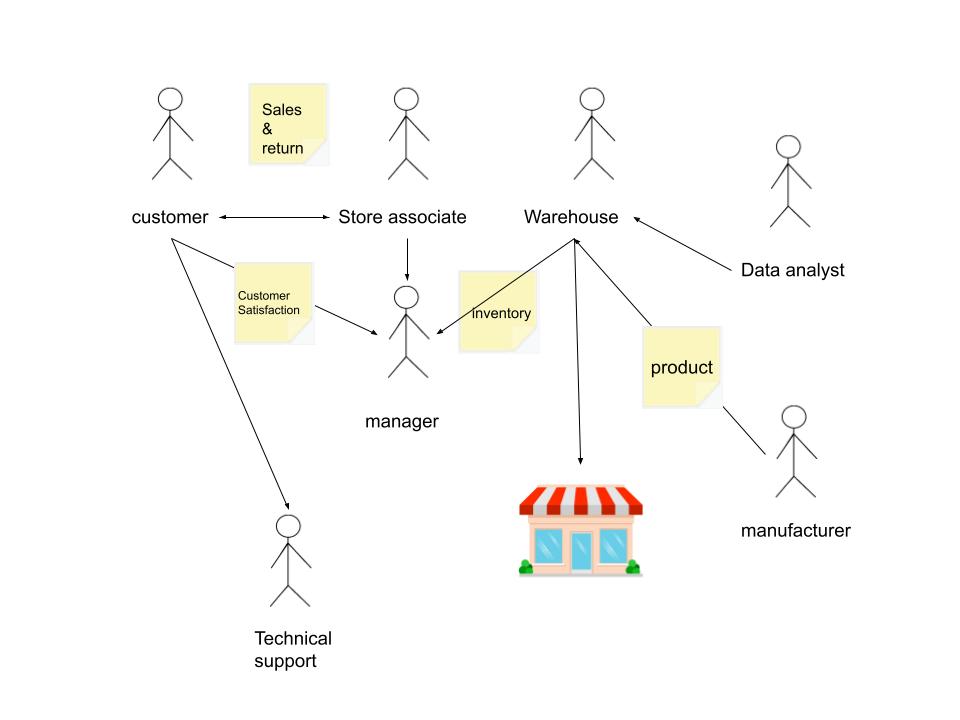 Sales
&
return
customer
Store associate
Warehouse
Data analyst
Customer
Satisfaction
inventory
product
manager
manufacturer
Technical
support